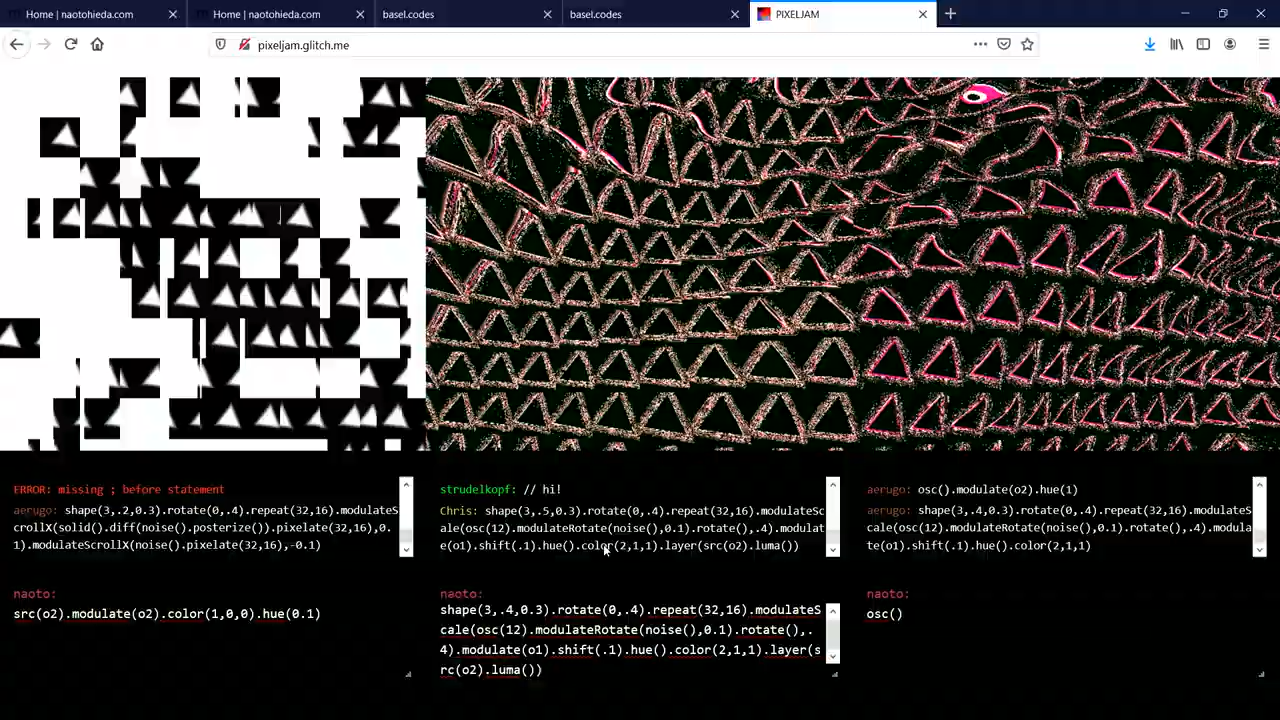 Home | naotohieda.com
Home | naotohieda.com
basel.codes
basel.codes
PIXELJAM
pixeljam.glitch.me
ERROR: missing ; before statement
aerugo: shape(3,.2,0.3).rotate(0,.4).repeat(32,16).modulateS
crollX(solid().diff(noise().posterize()).pixelate(32,16),0.
1).modulateScrollX(noise().pixelate(32,16),-0.1)
naoto:
src(o2).modulate(o2).color(1,0,0).hue(0.1)
strudelkopf: // hi!
Chris: shape(3,.5,0.3).rotate(0,.4).repeat(32,16).modulateSc
ale(osc(12).modulateRotate(noise(),0.1).rotate(),.4).modulat
e(o1).shift(.1).hue().color(2,1,1).layer(src(o2).luma())
naoto:
shape(3,.4,0.3).rotate(0,.4).repeat(32,16).modulateS
cale(osc(12).modulateRotate(noise(),0.1).rotate(),.
4).modulate(o1).shift(.1).hue().color(2,1,1).layer(s
rc(o2).luma())
aerugo: osc().modulate(o2).hue(1)
aerugo: shape(3,.4,0.3).rotate(0,.4).repeat(32,16).modulateS
cale(osc(12).modulateRotate(noise(),0.1).rotate(),.4).modula
te(o1).shift(.1).hue().color(2,1,1)
naoto:
osc()